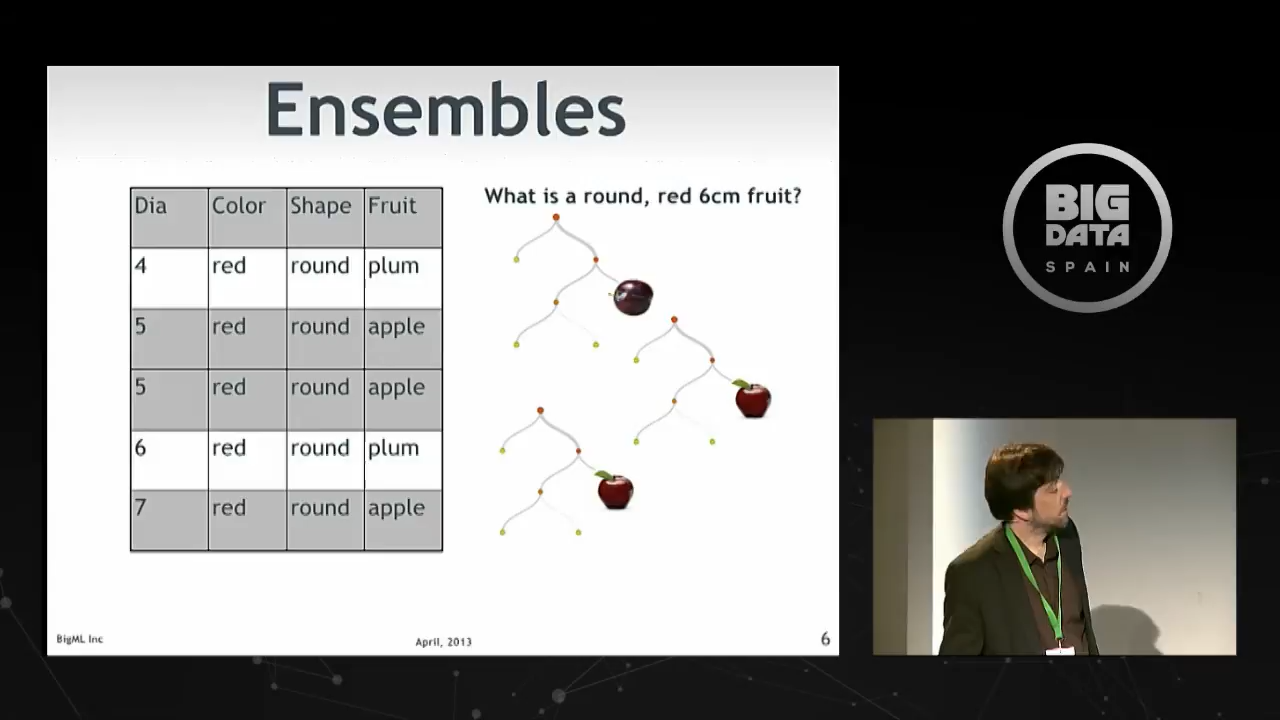 Ensembles
Dia Color Shape Fruit
4 red round plum
5 red round apple
5 red round apple
6 red round plum
7 red round apple
What is a round, red 6cm fruit?
BigML Inc
April, 2013
6
BIG
DATA
SPAIN